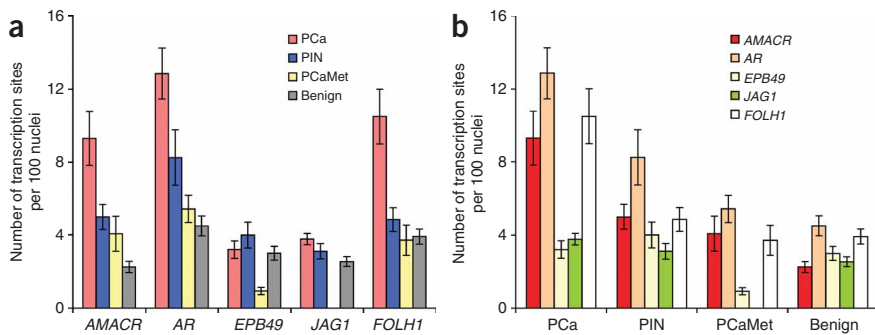 a
Number of transcription sites
per 100 nuclei
16
12
8
4
0
PCa
PIN
PCaMet
Benign
AMACR
AR
EPB49
JAG1
FOLH1
b
Number of transcription sites
per 100 nuclei
16
12
8
4
0
AMACR
AR
EPB49
JAG1
FOLH1
PCa
PIN
PCaMet
Benign